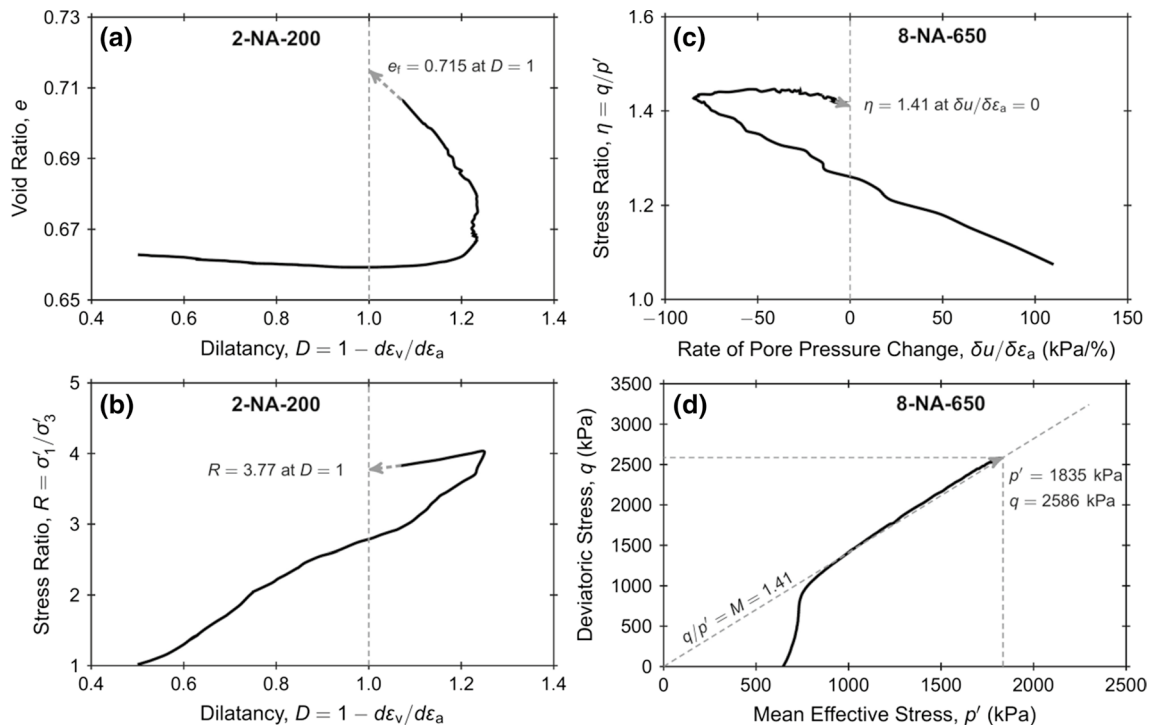 (a)
2-NA-200
e_f = 0.715 at D = 1
Void Ratio, e
0.73
0.71
0.69
0.67
0.65
0.4
0.6
0.8
1.0
1.2
1.4
Dilatancy, D = 1 − dε_v/dε_a
(c)
8-NA-650
η = 1.41 at δu/δε_a = 0
Stress Ratio, η = q/p′
1.6
1.4
1.2
1.0
−100
−50
0
50
100
150
Rate of Pore Pressure Change, δu/δε_a (kPa/%)
(b)
2-NA-200
R = 3.77 at D = 1
Stress Ratio, R = σ′_1/σ′_3
5
4
3
2
1
0.4
0.6
0.8
1.0
1.2
1.4
Dilatancy, D = 1 − dε_v/dε_a
(d)
8-NA-650
p′ = 1835 kPa
q = 2586 kPa
q/p′ = M = 1.41
Deviatoric Stress, q (kPa)
3500
3000
2500
2000
1500
1000
500
0
0
500
1000
1500
2000
2500
Mean Effective Stress, p′ (kPa)